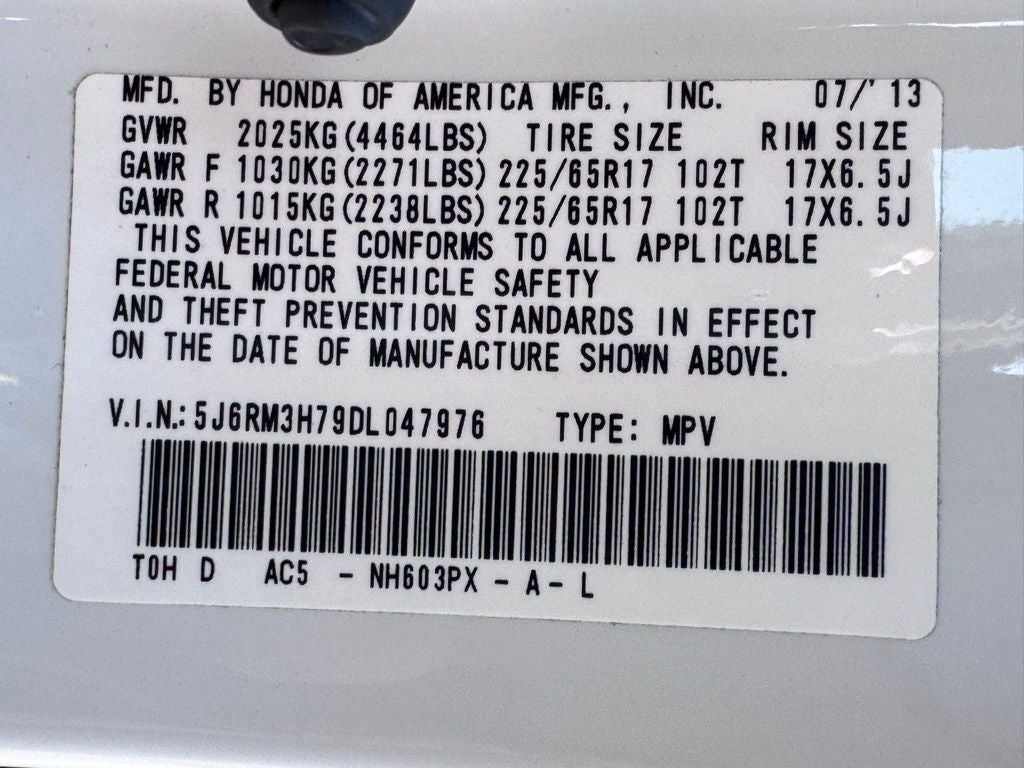 MFD. BY HONDA OF AMERICA MFG., INC. 07/'13
GVWR 2025KG(4464LBS) TIRE SIZE RIM SIZE
GAWR F 1030KG(2271LBS) 225/65R17 102T 17X6.5J
GAWR R 1015KG(2238LBS) 225/65R17 102T 17X6.5J
THIS VEHICLE CONFORMS TO ALL APPLICABLE
FEDERAL MOTOR VEHICLE SAFETY
AND THEFT PREVENTION STANDARDS IN EFFECT
ON THE DATE OF MANUFACTURE SHOWN ABOVE.
V.I.N.: 5J6RM3H79DL047976 TYPE: MPV
T0H D AC5 - NH603PX - A - L